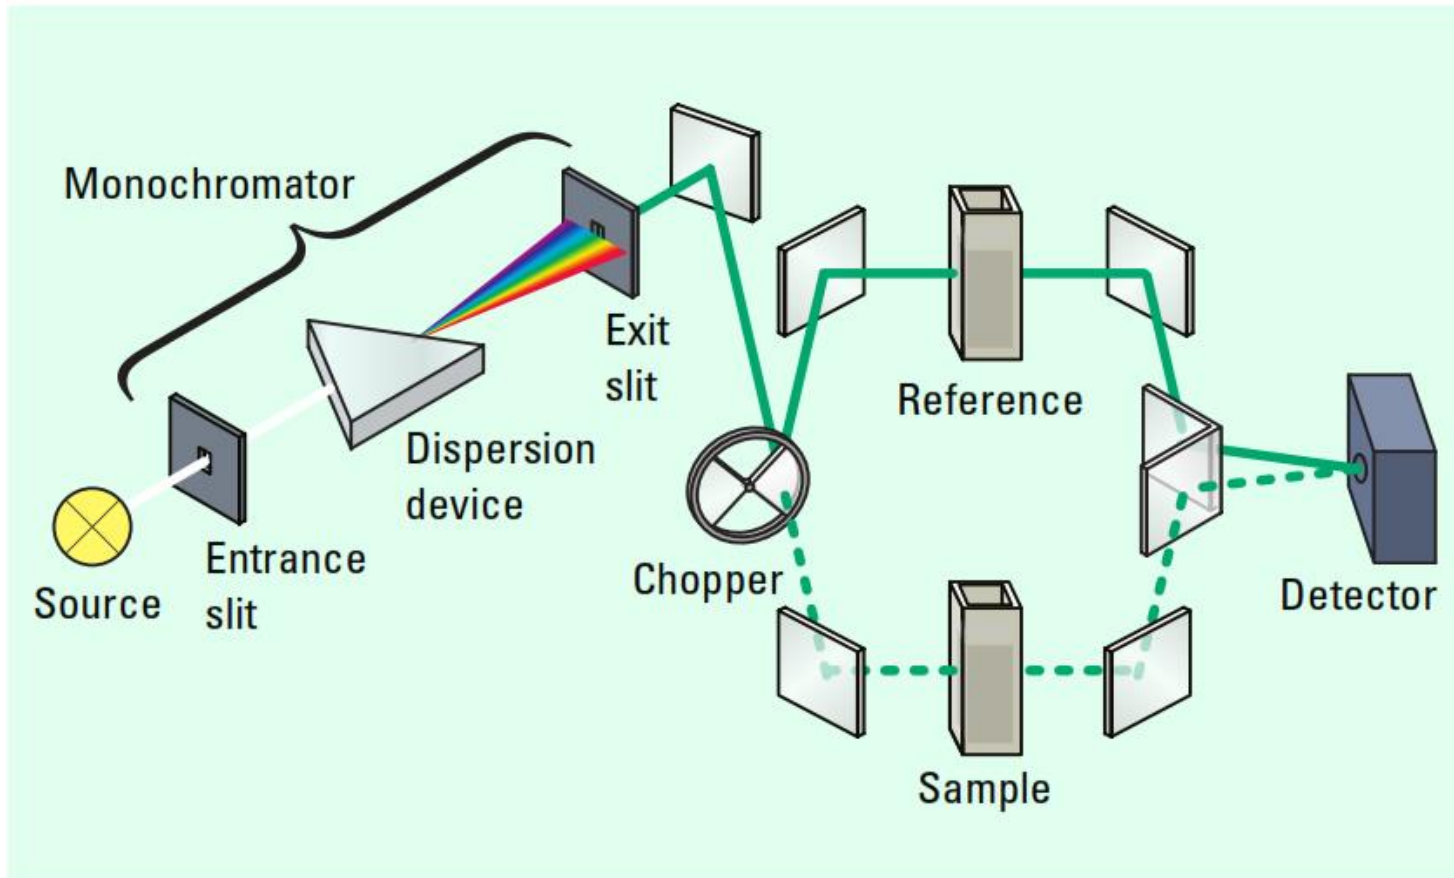 Monochromator
Exit
slit
Reference
Dispersion
device
Entrance
slit
Source
Chopper
Detector
Sample